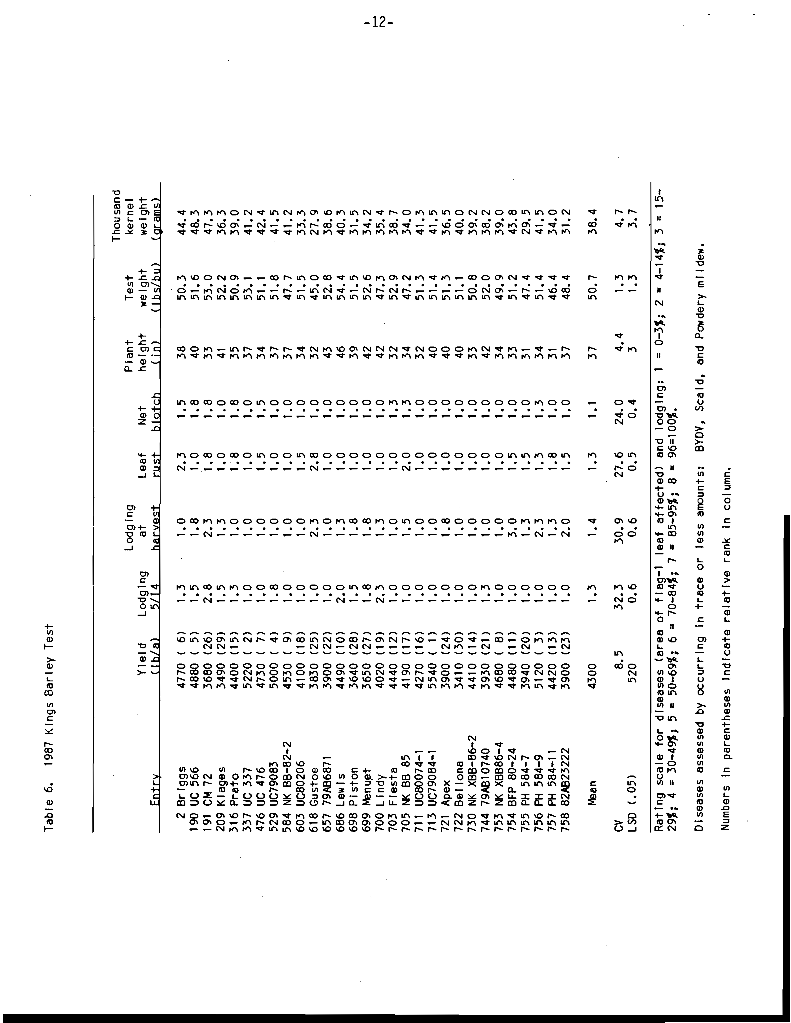 -12-
Table 6. 1987 Kings Barley Test
Thousand
Lodging Test kernel
Yield Lodging at Leaf Net Plant height weight weight
Entry (lb/a) 5/14 harvest rust blotch (in) (lbs/bu) (grams)
2 Briggs 4770 ( 6) 1.3 1.0 2.3 1.5 38 50.3 44.4
190 UC 566 4880 ( 5) 1.5 1.8 1.0 1.8 40 51.6 48.3
191 CM 72 3680 (26) 2.8 2.3 1.8 1.8 33 53.0 47.3
209 Klages 3490 (29) 1.5 1.3 1.0 1.0 41 52.2 36.3
316 Prato 4400 (15) 1.3 1.0 1.8 1.8 35 50.9 39.0
337 UC 337 5220 ( 2) 1.0 1.0 1.0 1.0 37 53.1 41.2
476 UC 476 4730 ( 7) 1.0 1.0 1.5 1.5 34 51.1 42.4
529 UC79083 5000 ( 4) 1.8 1.0 1.0 1.0 37 51.8 41.5
584 NK BB-82-2 4530 ( 9) 1.0 1.0 1.0 1.0 37 47.7 41.2
603 UC80206 4100 (18) 1.0 1.0 1.5 1.0 34 51.5 33.3
618 Gustoe 3830 (25) 1.0 2.3 2.8 1.0 32 45.0 27.9
657 79AB6871 3900 (22) 1.0 1.0 1.0 1.0 43 52.8 38.6
686 Lewis 4490 (10) 2.0 1.3 1.0 1.0 46 54.4 40.3
698 Piston 3640 (28) 1.5 1.8 1.0 1.0 39 51.5 31.5
699 Menuet 3650 (27) 1.8 1.8 1.0 1.0 42 52.6 34.2
700 Lindy 4020 (19) 2.3 1.3 1.0 1.0 42 47.3 35.4
703 Fiesta 4440 (12) 1.0 1.0 1.0 1.3 32 52.9 38.7
705 NK BB 85 4190 (17) 1.0 1.5 2.0 1.3 34 47.2 34.0
711 UC80074-1 4270 (16) 1.0 1.0 1.0 1.0 32 51.3 41.3
713 UC79084-1 5540 ( 1) 1.0 1.0 1.0 1.0 40 51.4 41.5
721 Apex 3900 (24) 1.0 1.8 1.0 1.0 40 51.3 36.5
722 Bellona 3410 (30) 1.0 1.0 1.0 1.0 40 51.1 40.0
730 NK XBB-86-2 4410 (14) 1.0 1.0 1.0 1.0 33 50.8 39.2
744 79AB10740 3930 (21) 1.3 1.0 1.0 1.0 42 52.0 38.2
753 NK XBB86-4 4680 ( 8) 1.0 1.0 1.0 1.0 34 49.9 39.0
754 BFP 80-24 4480 (11) 1.0 3.0 1.5 1.0 33 51.2 43.8
755 PH 584-7 3940 (20) 1.0 1.3 1.5 1.0 31 47.4 29.5
756 PH 584-9 5120 ( 3) 1.0 2.3 1.3 1.3 34 51.4 41.5
757 PH 584-11 4420 (13) 1.0 1.3 1.8 1.0 31 46.4 34.0
758 82AB23222 3900 (23) 1.0 2.0 1.5 1.0 37 48.4 31.2
Mean 4300 1.3 1.4 1.3 1.1 37 50.7 38.4
CV 8.5 32.3 30.9 27.6 24.0 4.4 1.3 4.7
LSD (.05) 520 0.6 0.6 0.5 0.4 3 1.3 3.7
Rating scale for diseases (area of flag-1 leaf affected) and lodging: 1 = 0-3%; 2 = 4-14%; 3 = 15-
29%; 4 = 30-49%; 5 = 50-69%; 6 = 70-84%; 7 = 85-95%; 8 = 96=100%.
Diseases assessed by occurring in trace or less amounts: BYDV, Scald, and Powdery mildew.
Numbers in parentheses indicate relative rank in column.